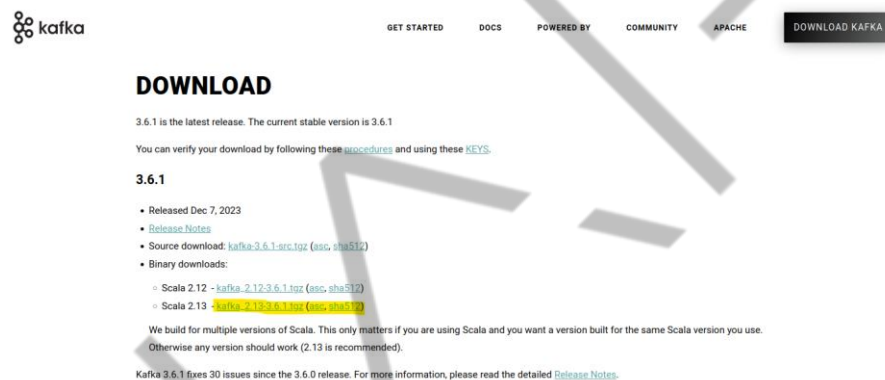 kafka
GET STARTED DOCS POWERED BY COMMUNITY APACHE DOWNLOAD KAFKA
DOWNLOAD
3.6.1 is the latest release. The current stable version is 3.6.1
You can verify your download by following these procedures and using these KEYS.
3.6.1
• Released Dec 7, 2023
• Release Notes
• Source download: kafka-3.6.1-src.tgz (asc, sha512)
• Binary downloads:
◦ Scala 2.12 - kafka_2.12-3.6.1.tgz (asc, sha512)
◦ Scala 2.13 - kafka_2.13-3.6.1.tgz (asc, sha512)
We build for multiple versions of Scala. This only matters if you are using Scala and you want a version built for the same Scala version you use.
Otherwise any version should work (2.13 is recommended).
Kafka 3.6.1 fixes 30 issues since the 3.6.0 release. For more information, please read the detailed Release Notes.